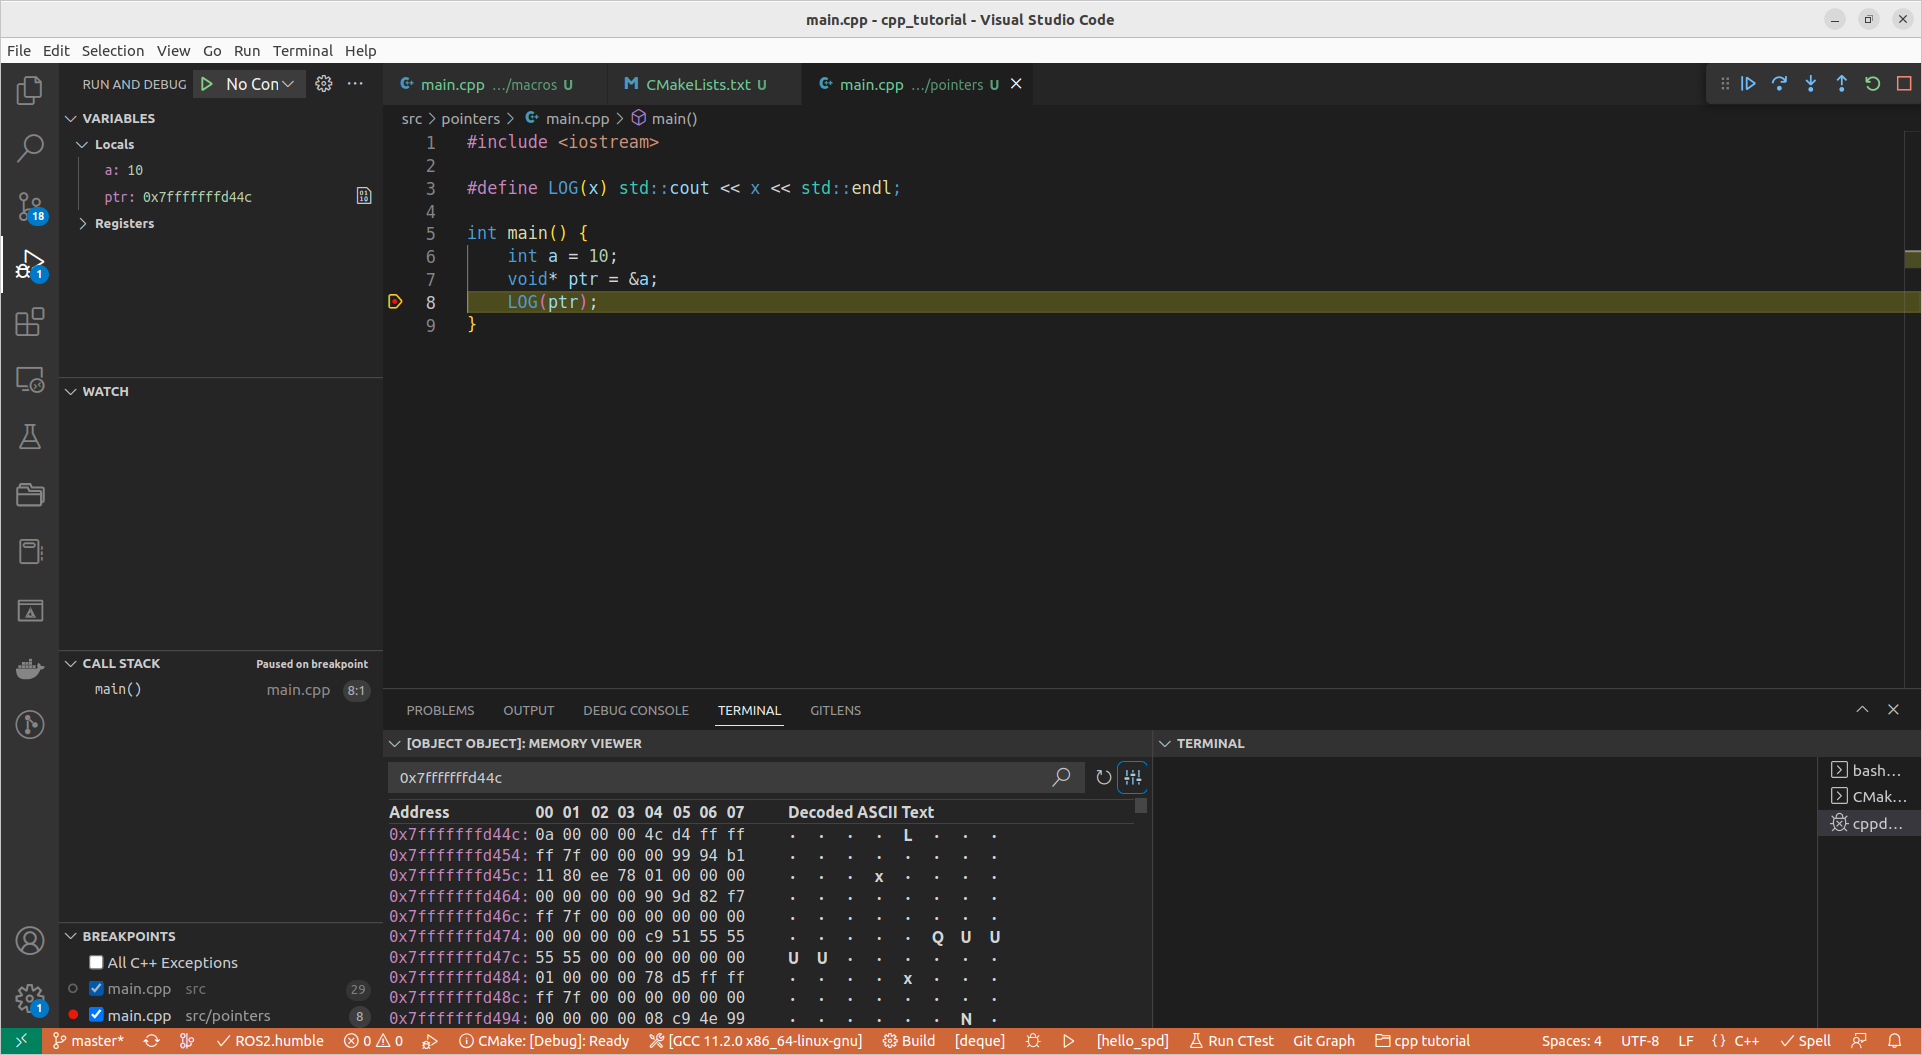 main.cpp - cpp_tutorial - Visual Studio Code
File Edit Selection View Go Run Terminal Help
RUN AND DEBUG No Con
VARIABLES
Locals
a: 10
ptr: 0x7fffffffd44c
Registers
WATCH
CALL STACK Paused on breakpoint
main() main.cpp 8:1
BREAKPOINTS
All C++ Exceptions
main.cpp src 29
main.cpp src/pointers 8
18
1
1
main.cpp .../macros U CMakeLists.txt U main.cpp .../pointers U
src > pointers > main.cpp > main()
1 #include <iostream>
2
3 #define LOG(x) std::cout << x << std::endl;
4
5 int main() {
6 int a = 10;
7 void* ptr = &a;
8 LOG(ptr);
9 }
PROBLEMS OUTPUT DEBUG CONSOLE TERMINAL GITLENS
[OBJECT OBJECT]: MEMORY VIEWER
0x7fffffffd44c
Address 00 01 02 03 04 05 06 07 Decoded ASCII Text
0x7fffffffd44c: 0a 00 00 00 4c d4 ff ff . . . . L . . .
0x7fffffffd454: ff 7f 00 00 00 99 94 b1 . . . . . . . .
0x7fffffffd45c: 11 80 ee 78 01 00 00 00 . . . x . . . .
0x7fffffffd464: 00 00 00 00 90 9d 82 f7 . . . . . . . .
0x7fffffffd46c: ff 7f 00 00 00 00 00 00 . . . . . . . .
0x7fffffffd474: 00 00 00 00 c9 51 55 55 . . . . . Q U U
0x7fffffffd47c: 55 55 00 00 00 00 00 00 U U . . . . . .
0x7fffffffd484: 01 00 00 00 78 d5 ff ff . . . . x . . .
0x7fffffffd48c: ff 7f 00 00 00 00 00 00 . . . . . . . .
0x7fffffffd494: 00 00 00 00 08 c9 4e 99 . . . . . . N .
TERMINAL
bash...
CMak...
cppd...
master* ROS2.humble 0 0 CMake: [Debug]: Ready [GCC 11.2.0 x86_64-linux-gnu] Build [deque] [hello_spd] Run CTest Git Graph cpp tutorial Spaces: 4 UTF-8 LF {} C++ Spell